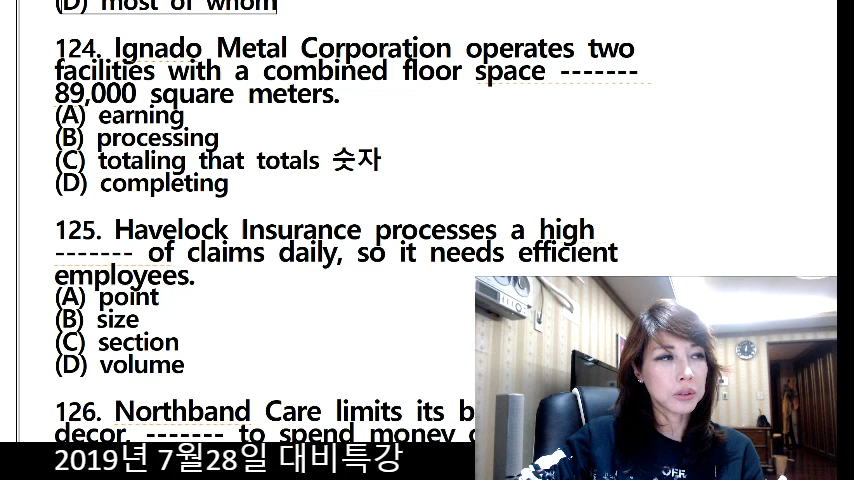 (D) most of whom
124. Ignado Metal Corporation operates two
facilities with a combined floor space -------
89,000 square meters.
(A) earning
(B) processing
(C) totaling that totals 숫자
(D) completing
125. Havelock Insurance processes a high
------- of claims daily, so it needs efficient
employees.
(A) point
(B) size
(C) section
(D) volume
126. Northband Care limits its
decor, ------- to spend money
2019년 7월28일 대비특강